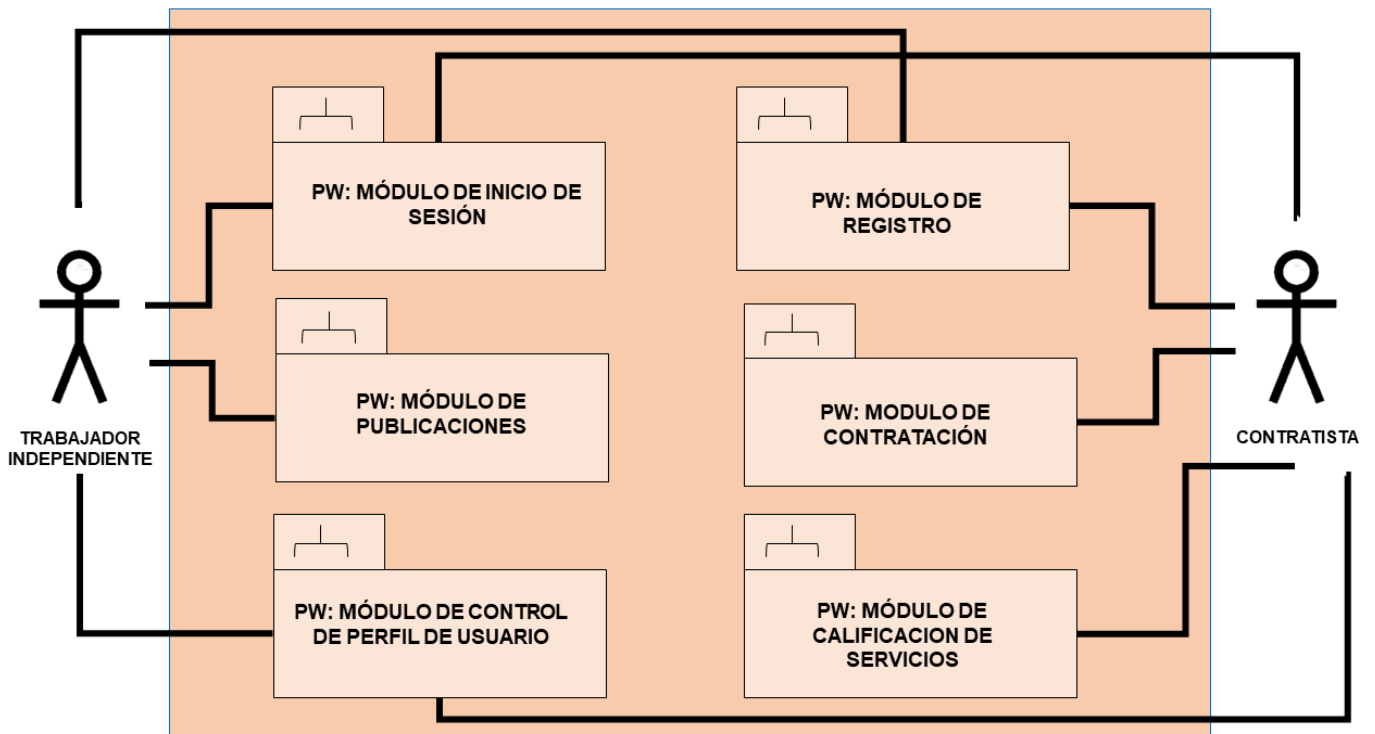 PW: MÓDULO DE INICIO DE
SESIÓN
PW: MÓDULO DE
REGISTRO
PW: MÓDULO DE
PUBLICACIONES
PW: MODULO DE
CONTRATACIÓN
TRABAJADOR
INDEPENDIENTE
CONTRATISTA
PW: MÓDULO DE CONTROL
DE PERFIL DE USUARIO
PW: MÓDULO DE
CALIFICACION DE
SERVICIOS